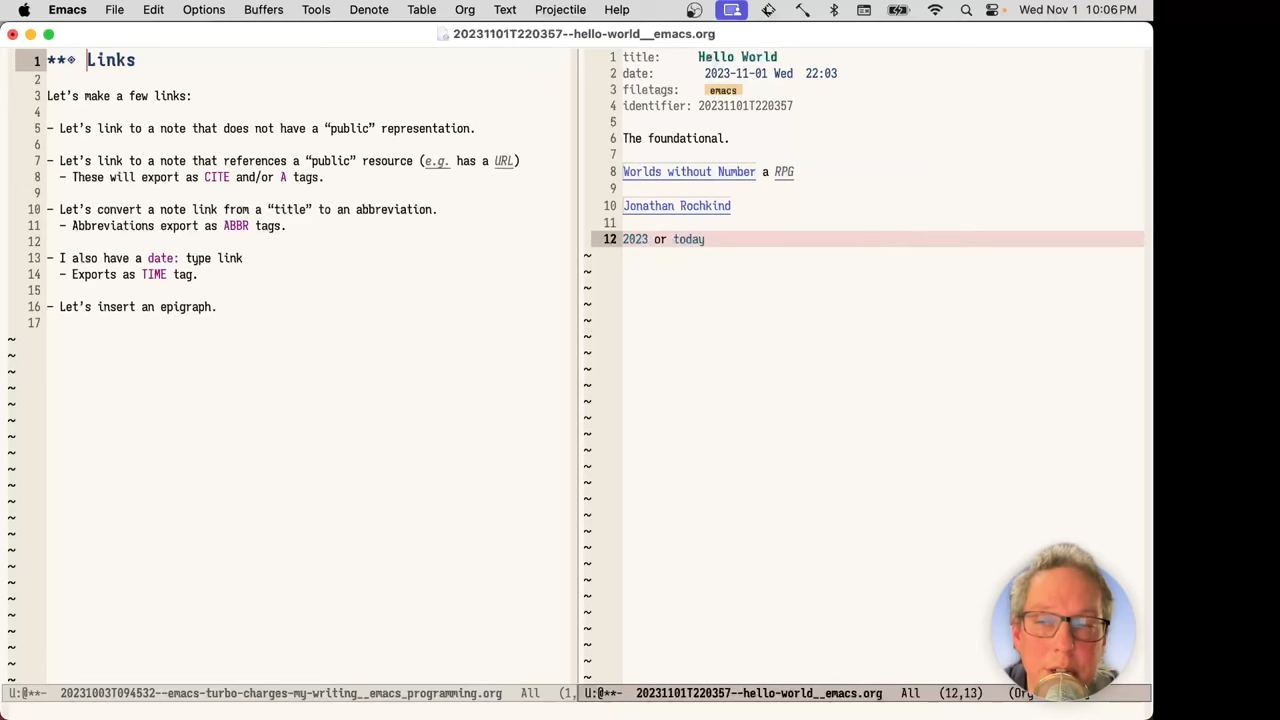 Emacs File Edit Options Buffers Tools Denote Table Org Text Projectile Help Wed Nov 1 10:06 PM
20231101T220357--hello-world__emacs.org
1 **◈ Links
2
3 Let's make a few links:
4
5 – Let's link to a note that does not have a “public” representation.
6
7 – Let's link to a note that references a “public” resource (e.g. has a URL)
8 – These will export as CITE and/or A tags.
9
10 – Let's convert a note link from a “title” to an abbreviation.
11 – Abbreviations export as ABBR tags.
12
13 – I also have a date: type link
14 – Exports as TIME tag.
15
16 – Let's insert an epigraph.
17
U:@**- 20231003T094532--emacs-turbo-charges-my-writing__emacs_programming.org All (1,
1 title: Hello World
2 date: 2023-11-01 Wed 22:03
3 filetags: emacs
4 identifier: 20231101T220357
5
6 The foundational.
7
8 Worlds without Number a RPG
9
10 Jonathan Rochkind
11
12 2023 or today
U:@**- 20231101T220357--hello-world__emacs.org All (12,13) (Org